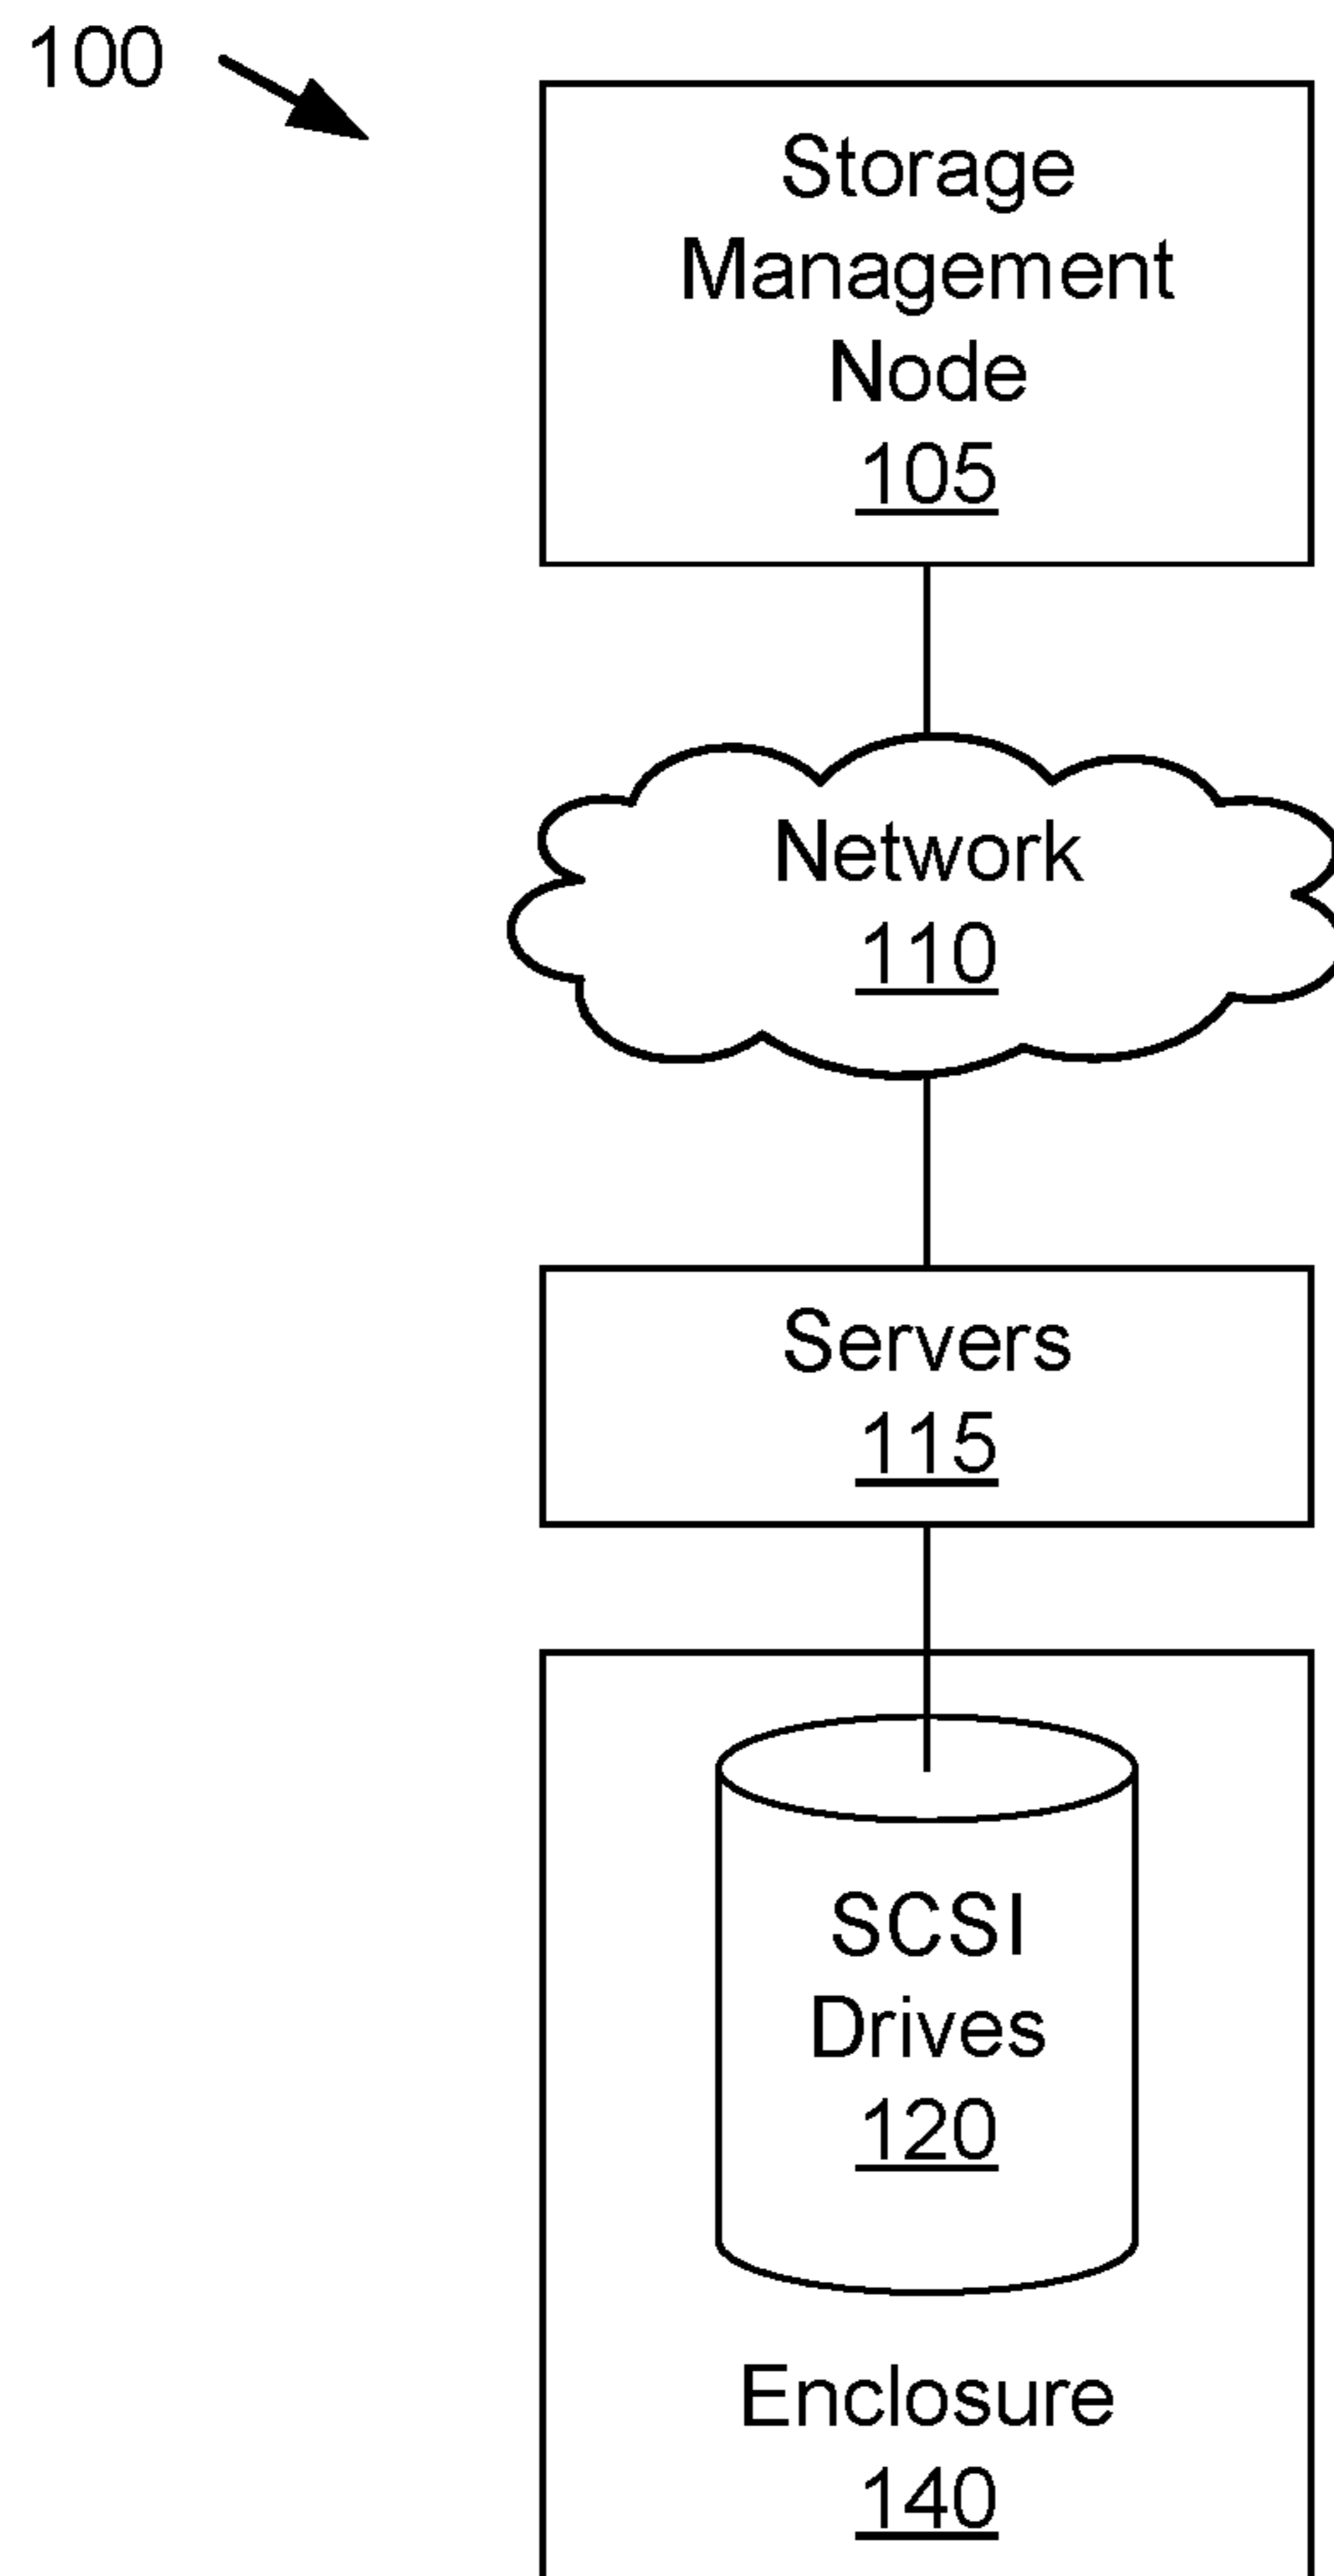 100
Storage
Management
Node
105
Network
110
Servers
115
SCSI
Drives
120
Enclosure
140